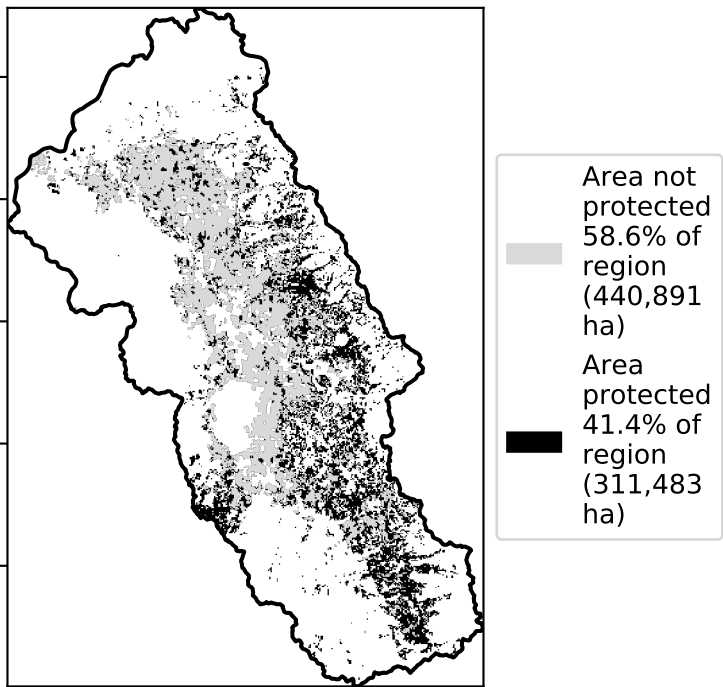 Area not
protected
58.6% of
region
(440,891
ha)
Area
protected
41.4% of
region
(311,483
ha)